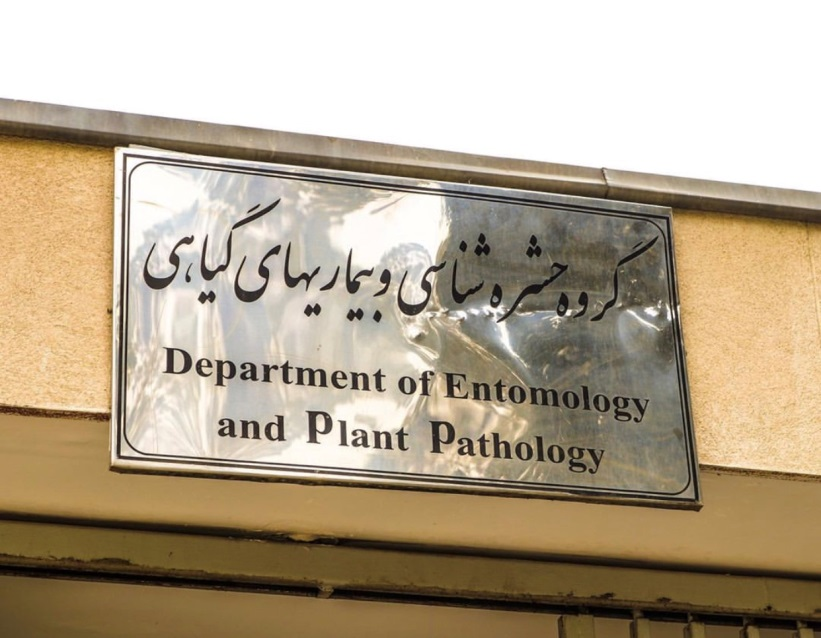 گروه حشره شناسی و بیماریهای گیاهی
Department of Entomology
and Plant Pathology